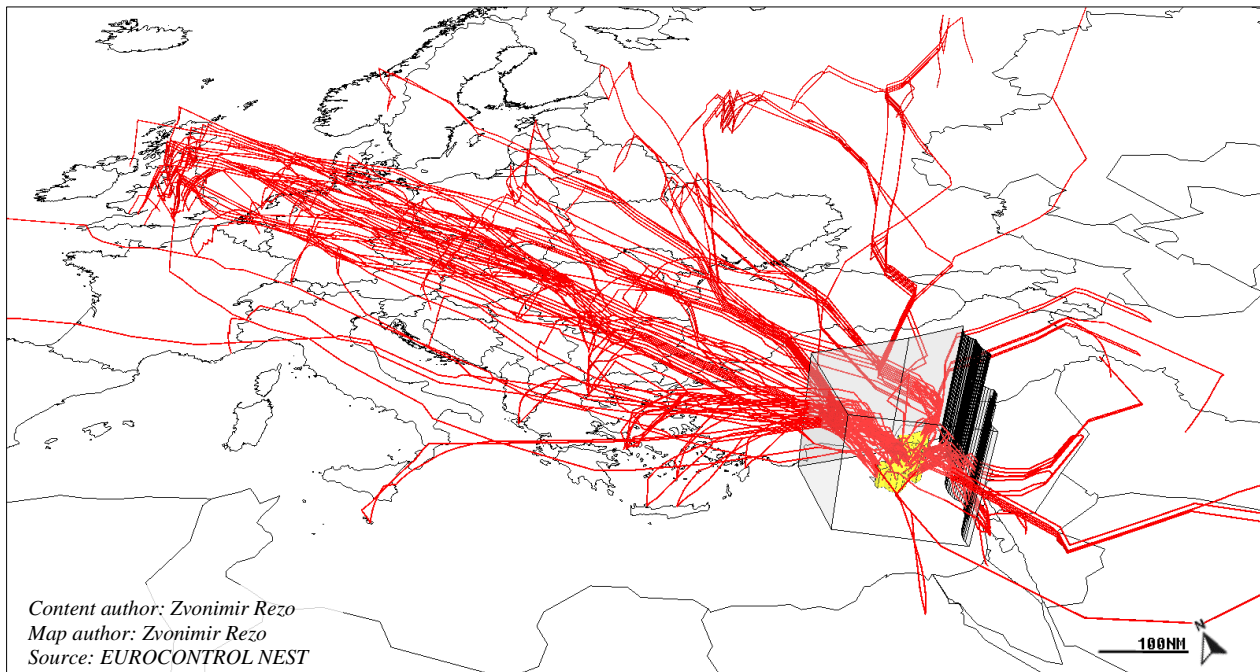 Content author: Zvonimir Rezo
Map author: Zvonimir Rezo
Source: EUROCONTROL NEST
100NM
N